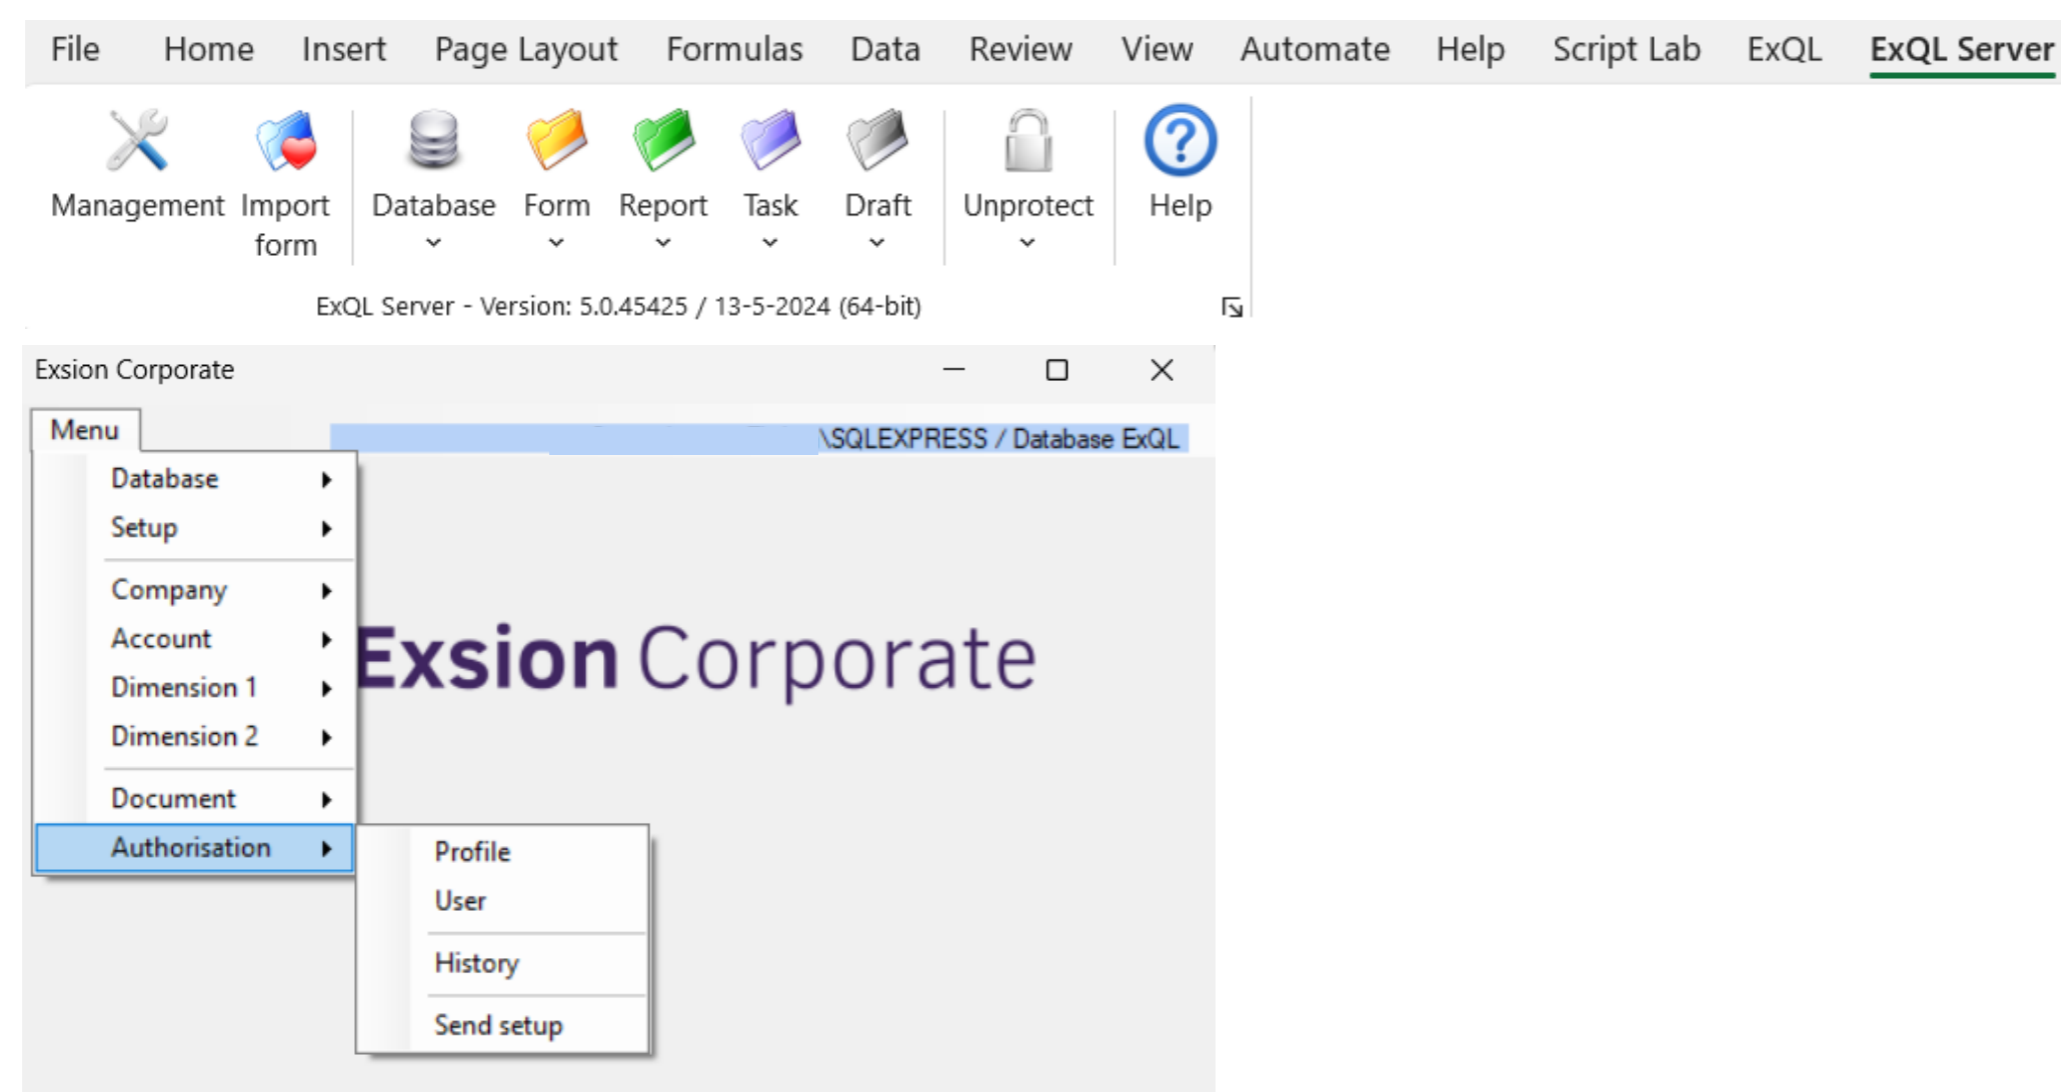 File Home Insert Page Layout Formulas Data Review View Automate Help Script Lab ExQL ExQL Server
Management Import form Database Form Report Task Draft Unprotect Help
ExQL Server - Version: 5.0.45425 / 13-5-2024 (64-bit)
Exsion Corporate
Menu
\SQLEXPRESS / Database ExQL
Database
Setup
Company
Account
Exsion Corporate
Dimension 1
Dimension 2
Document
Authorisation
Profile
User
History
Send setup